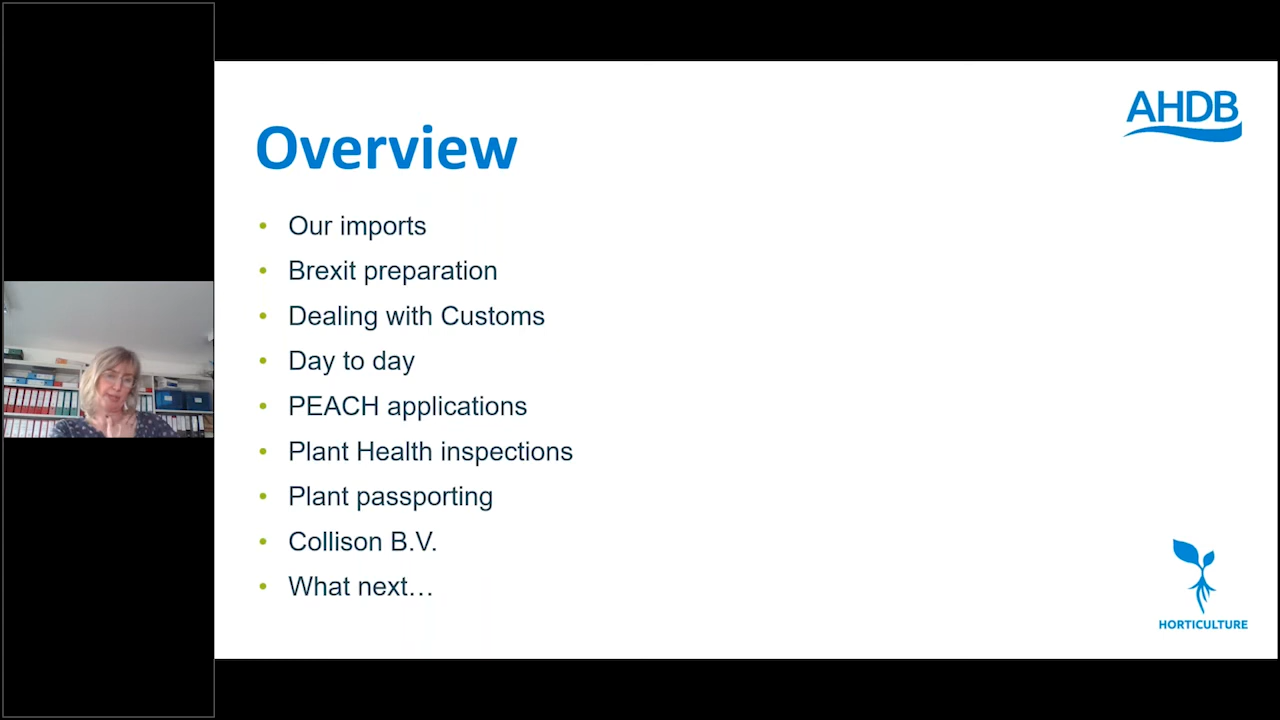 AHDB
Overview
• Our imports
• Brexit preparation
• Dealing with Customs
• Day to day
• PEACH applications
• Plant Health inspections
• Plant passporting
• Collison B.V.
• What next…
HORTICULTURE